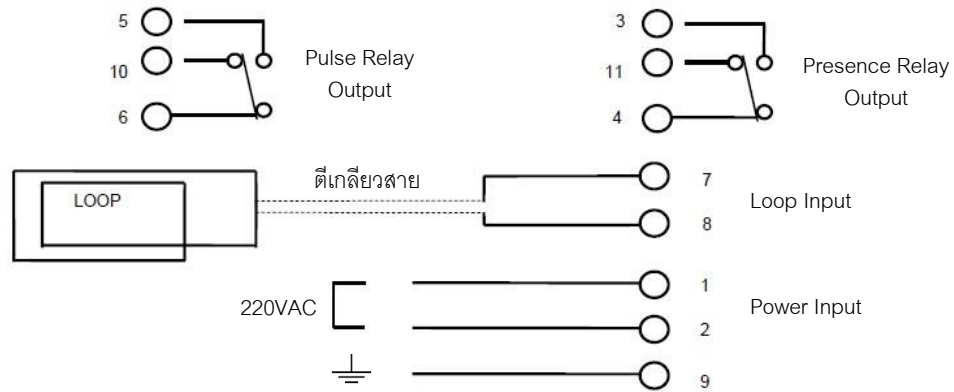 5
10
6
Pulse Relay
Output
3
11
4
Presence Relay
Output
LOOP
ตีเกลียวสาย
7
8
Loop Input
220VAC
1
2
9
Power Input